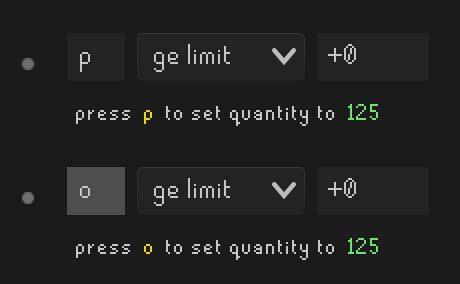 p ge limit +0
press p to set quantity to 125
o ge limit +0
press o to set quantity to 125